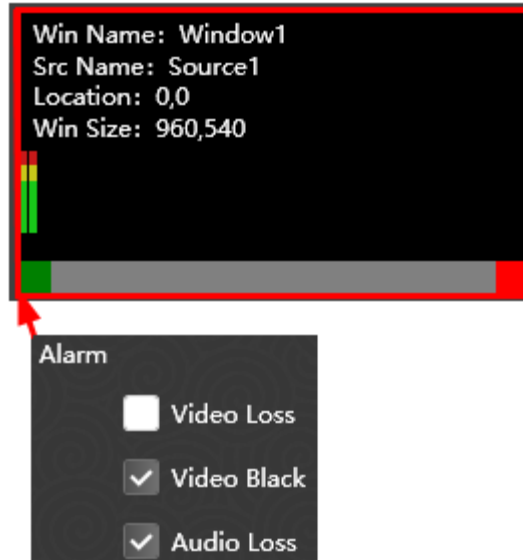 Win Name: Window1
Src Name: Source1
Location: 0,0
Win Size: 960,540
Alarm
Video Loss
Video Black
Audio Loss